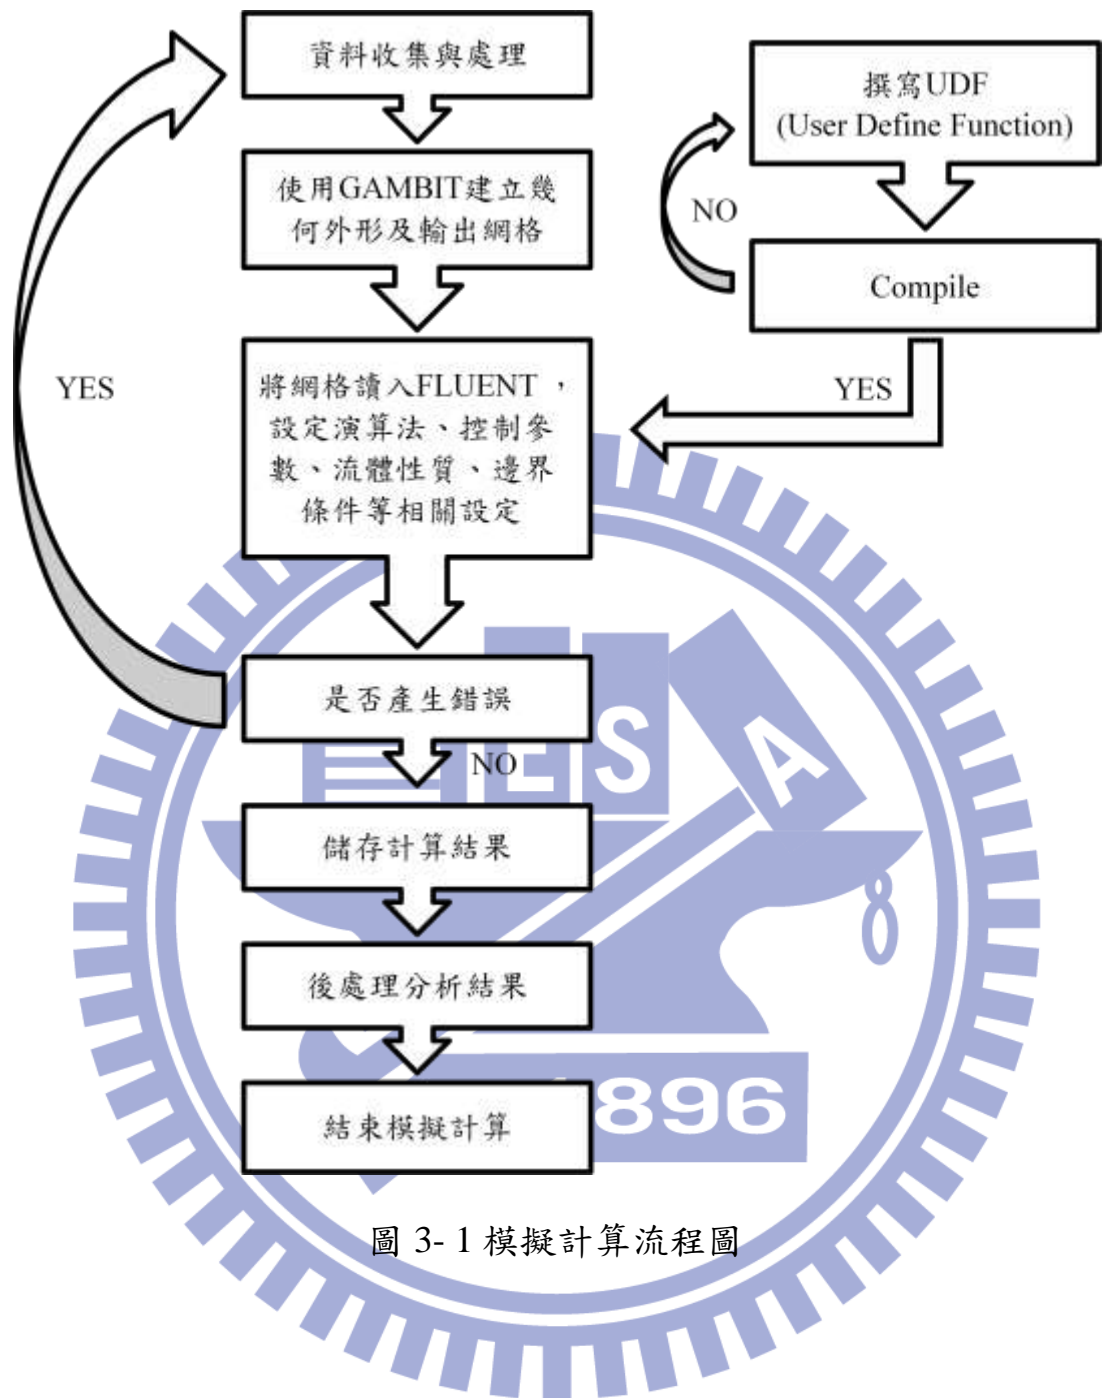 資料收集與處理
使用GAMBIT建立幾
何外形及輸出網格
將網格讀入FLUENT，
設定演算法、控制參
數、流體性質、邊界
條件等相關設定
是否產生錯誤
NO
儲存計算結果
後處理分析結果
結束模擬計算
YES
撰寫UDF
(User Define Function)
NO
Compile
YES
ESA
896
圖 3- 1 模擬計算流程圖